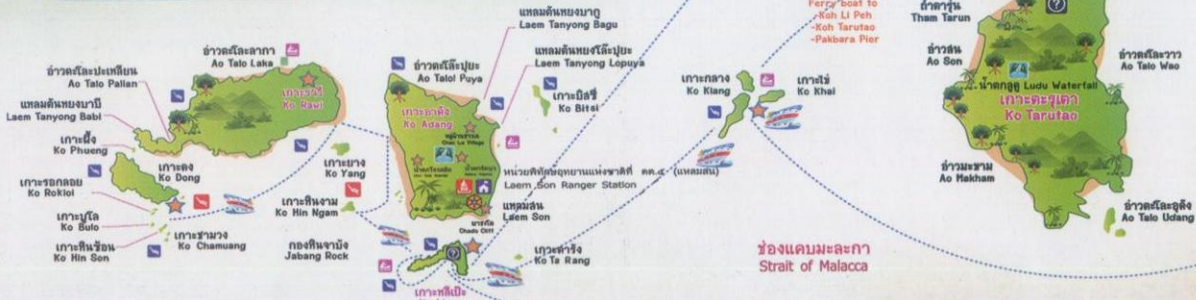 Ferry boat to
-Koh Li Peh
-Koh Tarutao
-Pakbara Pier
แหลมตันหยงบากู
Laem Tanyong Bagu
อ่าวตะโละลากา
Ao Talo Laka
อ่าวตะโละปะเหลียน
Ao Talo Palian
แหลมตันหยงบาบี
Laem Tanyong Babi
เกาะผึ้ง
Ko Phueng
เกาะรอกลอย
Ko Rokloi
เกาะบูโล
Ko Bulo
เกาะหินซ้อน
Ko Hin Son
เกาะจามวง
Ko Chamuang
เกาะดง
Ko Dong
เกาะราวี
Ko Rawi
เกาะยาง
Ko Yang
เกาะหินงาม
Ko Hin Ngam
กองหินจาบัง
Jabang Rock
อ่าวตะโล๊ะปูยะ
Ao Talol Puya
แหลมตันหยงโล๊ะปูยะ
Laem Tanyong Lopuya
เกาะบิสซี่
Ko Bitsi
เกาะอาดัง
Ko Adang
หน่วยพิทักษ์อุทยานแห่งชาติที่ ตต.๕ (แหลมสน)
Laem Son Ranger Station
แหลมสน
Laem Son
Chado Cliff
เกาะตารัง
Ko Ta Rang
เกาะหลีเป๊ะ
เกาะกลาง
Ko Klang
เกาะไข่
Ko Khai
ช่องแคบมะละกา
Strait of Malacca
Tham Tarun
อ่าวสน
Ao Son
อ่าวตะโละวาว
Ao Talo Wao
น้ำตกลูดู Ludu Waterfall
เกาะตะรุเตา
Ko Tarutao
อ่าวมะขาม
Ao Makham
อ่าวตะโละอุดัง
Ao Talo Udang